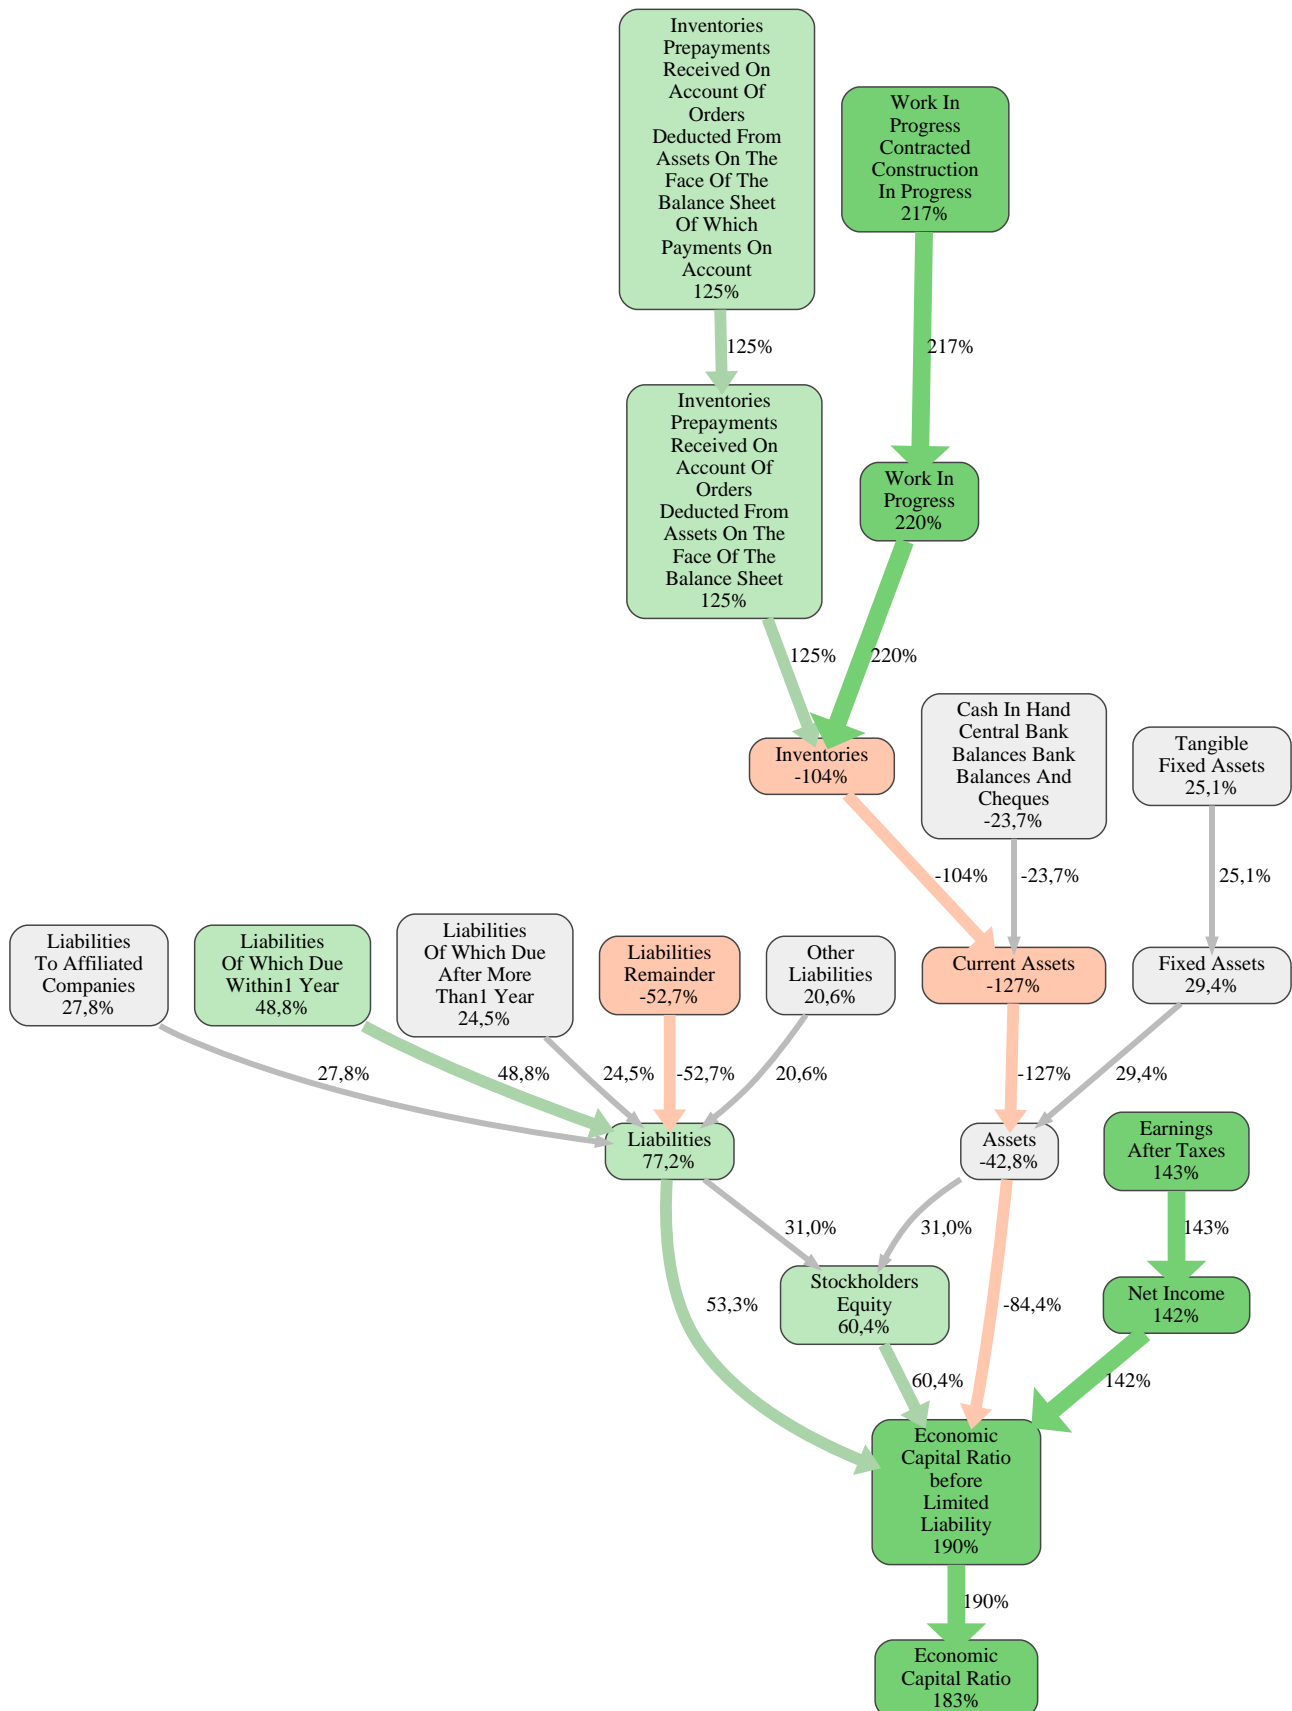 Inventories
Prepayments
Received On
Account Of
Orders
Deducted From
Assets On The
Face Of The
Balance Sheet
Of Which
Payments On
Account
125%
Work In
Progress
Contracted
Construction
In Progress
217%
125%
217%
Inventories
Prepayments
Received On
Account Of
Orders
Deducted From
Assets On The
Face Of The
Balance Sheet
125%
Work In
Progress
220%
125%
220%
Inventories
-104%
Cash In Hand
Central Bank
Balances Bank
Balances And
Cheques
-23,7%
Tangible
Fixed Assets
25,1%
-104%
-23,7%
25,1%
Liabilities
To Affiliated
Companies
27,8%
Liabilities
Of Which Due
Within1 Year
48,8%
Liabilities
Of Which Due
After More
Than1 Year
24,5%
Liabilities
Remainder
-52,7%
Other
Liabilities
20,6%
Current Assets
-127%
Fixed Assets
29,4%
27,8%
48,8%
24,5%
-52,7%
20,6%
-127%
29,4%
Liabilities
77,2%
Assets
-42,8%
Earnings
After Taxes
143%
31,0%
31,0%
143%
Stockholders
Equity
60,4%
Net Income
142%
53,3%
-84,4%
60,4%
142%
Economic
Capital Ratio
before
Limited
Liability
190%
190%
Economic
Capital Ratio
183%